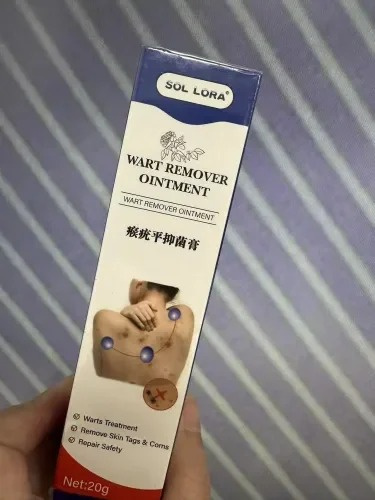 SOL LORA®
WART REMOVER
OINTMENT
WART REMOVER OINTMENT
瘊疣平抑菌膏
Warts Treatment
Remove Skin Tags & Corns
Repair Safety
Net:20g